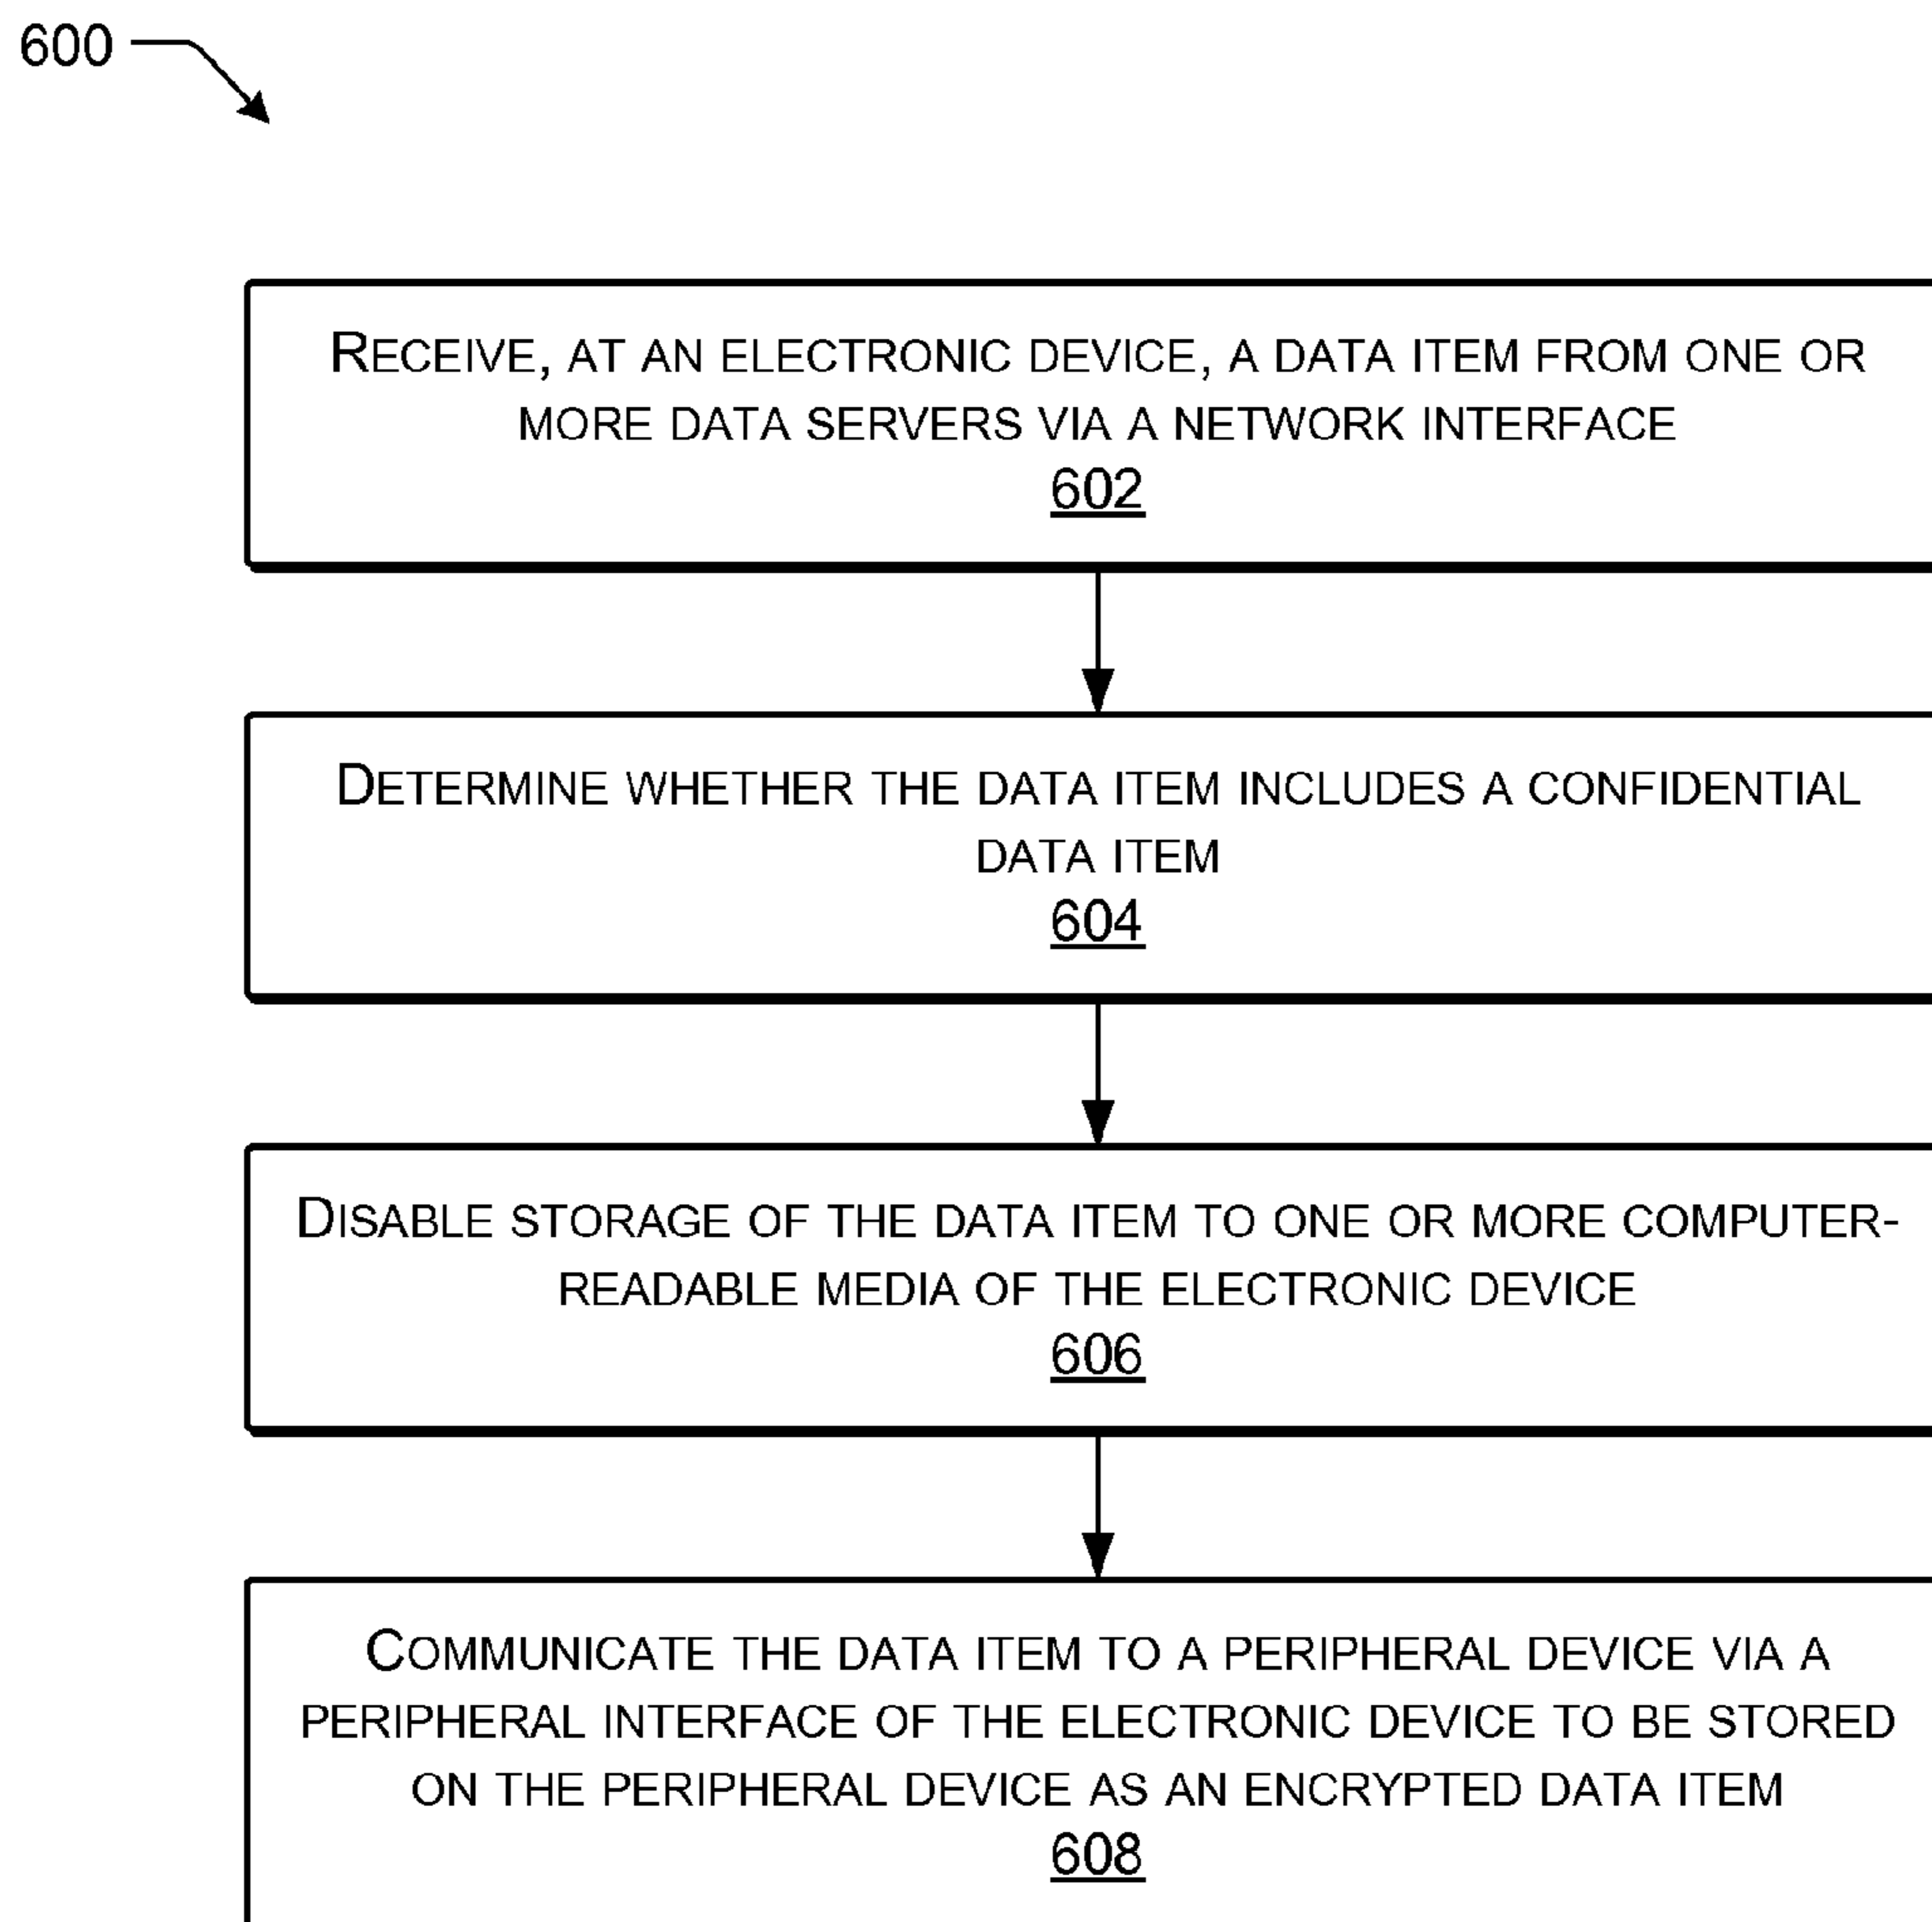 600
RECEIVE, AT AN ELECTRONIC DEVICE, A DATA ITEM FROM ONE OR
MORE DATA SERVERS VIA A NETWORK INTERFACE
602
DETERMINE WHETHER THE DATA ITEM INCLUDES A CONFIDENTIAL
DATA ITEM
604
DISABLE STORAGE OF THE DATA ITEM TO ONE OR MORE COMPUTER-
READABLE MEDIA OF THE ELECTRONIC DEVICE
606
COMMUNICATE THE DATA ITEM TO A PERIPHERAL DEVICE VIA A
PERIPHERAL INTERFACE OF THE ELECTRONIC DEVICE TO BE STORED
ON THE PERIPHERAL DEVICE AS AN ENCRYPTED DATA ITEM
608